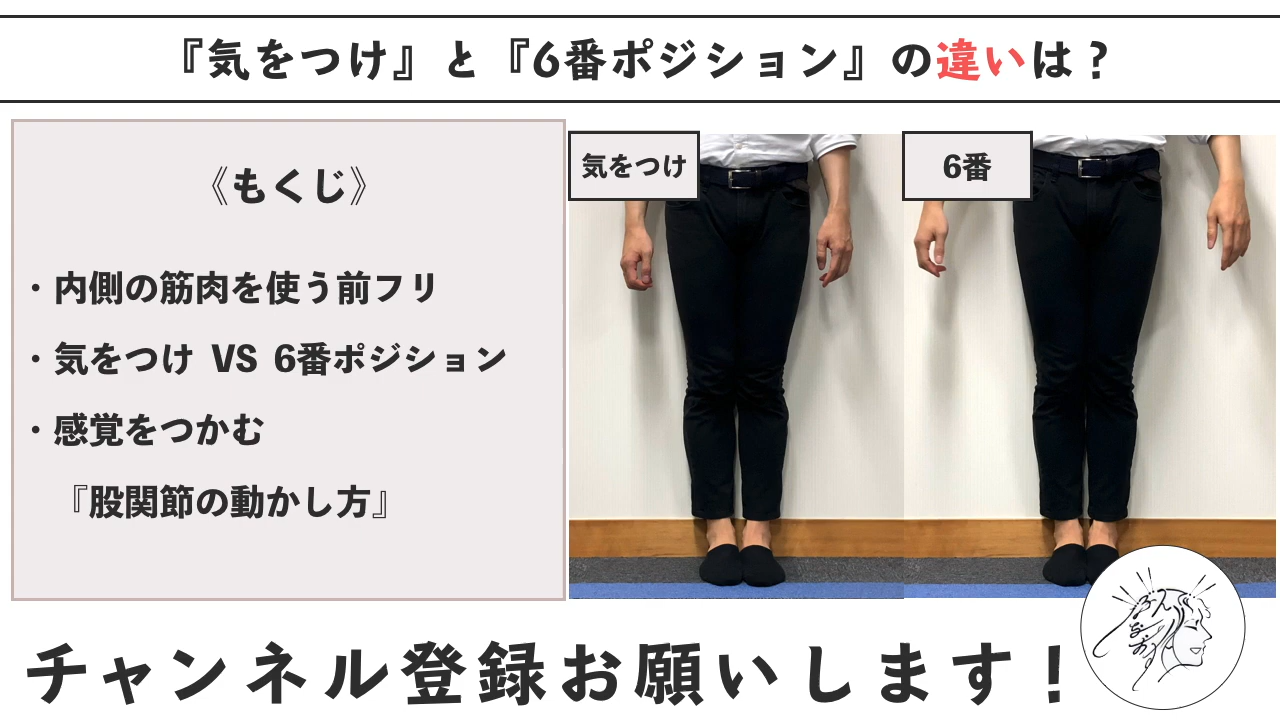 『気をつけ』と『6番ポジション』の違いは？
《もくじ》
・内側の筋肉を使う前フリ
・気をつけ VS 6番ポジション
・感覚をつかむ
『股関節の動かし方』
気をつけ
6番
チャンネル登録お願いします！